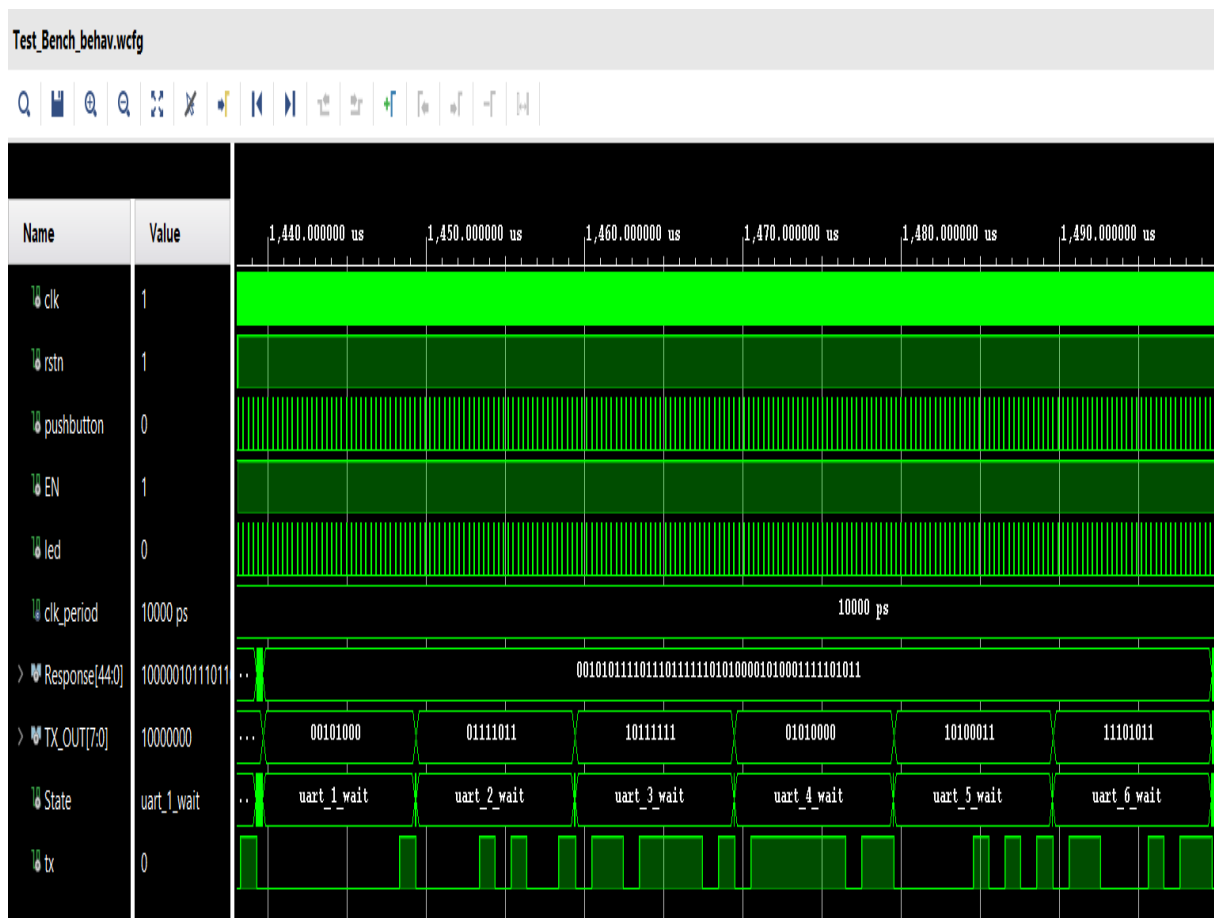 Test_Bench_behav.wcfg
Name Value
1,440.000000 us 1,450.000000 us 1,460.000000 us 1,470.000000 us 1,480.000000 us 1,490.000000 us
clk 1
rstn 1
pushbutton 0
EN 1
led 0
clk_period 10000 ps 10000 ps
Response[44:0] 10000010111011 ... 001010111101110111111010100001010001111101011
TX_OUT[7:0] 10000000 ... 00101000 01111011 10111111 01010000 10100011 11101011
State uart_1_wait ... uart_1_wait uart_2_wait uart_3_wait uart_4_wait uart_5_wait uart_6_wait
tx 0